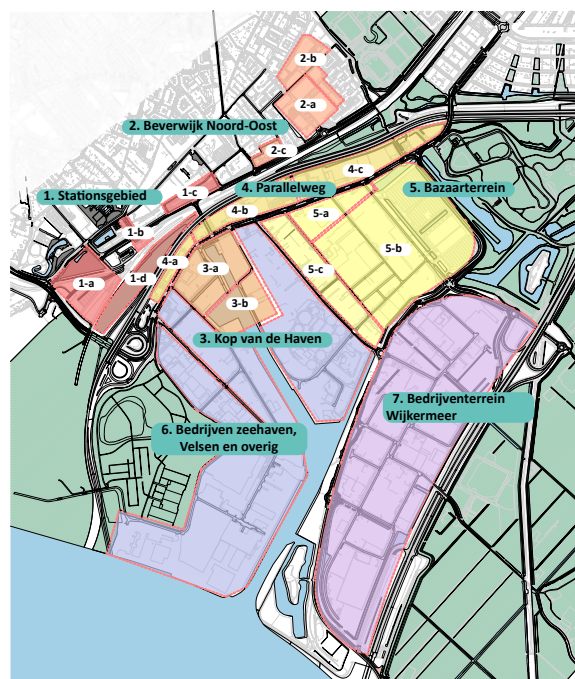 2-b
2-a
2. Beverwijk Noord-Oost
2-c
4-c
1. Stationsgebied
1-c
4. Parallelweg
5. Bazaarterrein
4-b
5-a
1-b
5-b
4-a
3-a
5-c
1-d
1-a
3-b
3. Kop van de Haven
7. Bedrijventerrein
Wijkermeer
6. Bedrijven zeehaven,
Velsen en overig